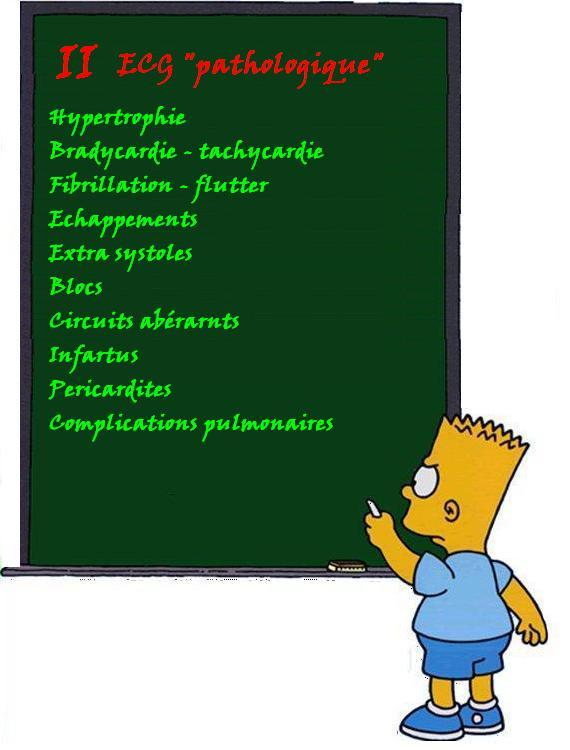 II ECG "pathologique"
Hypertrophie
Bradycardie - tachycardie
Fibrillation - flutter
Echappements
Extra systoles
Blocs
Circuits abérarnts
Infartus
Pericardites
Complications pulmonaires